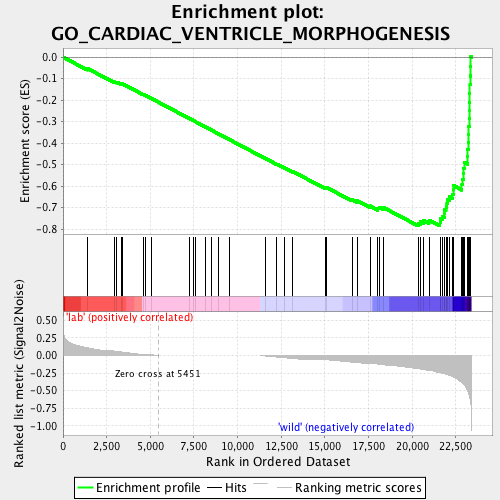 Enrichment plot:
GO_CARDIAC_VENTRICLE_MORPHOGENESIS
Enrichment score (ES)
0.0
-0.1
-0.2
-0.3
-0.4
-0.5
-0.6
-0.7
-0.8
Ranked list metric (Signal2Noise)
0.50
0.25
0.00
-0.25
-0.50
-0.75
-1.00
'lab' (positively correlated)
Zero cross at 5451
'wild' (negatively correlated)
0
2,500
5,000
7,500
10,000
12,500
15,000
17,500
20,000
22,500
Rank in Ordered Dataset
Enrichment profile
Hits
Ranking metric scores